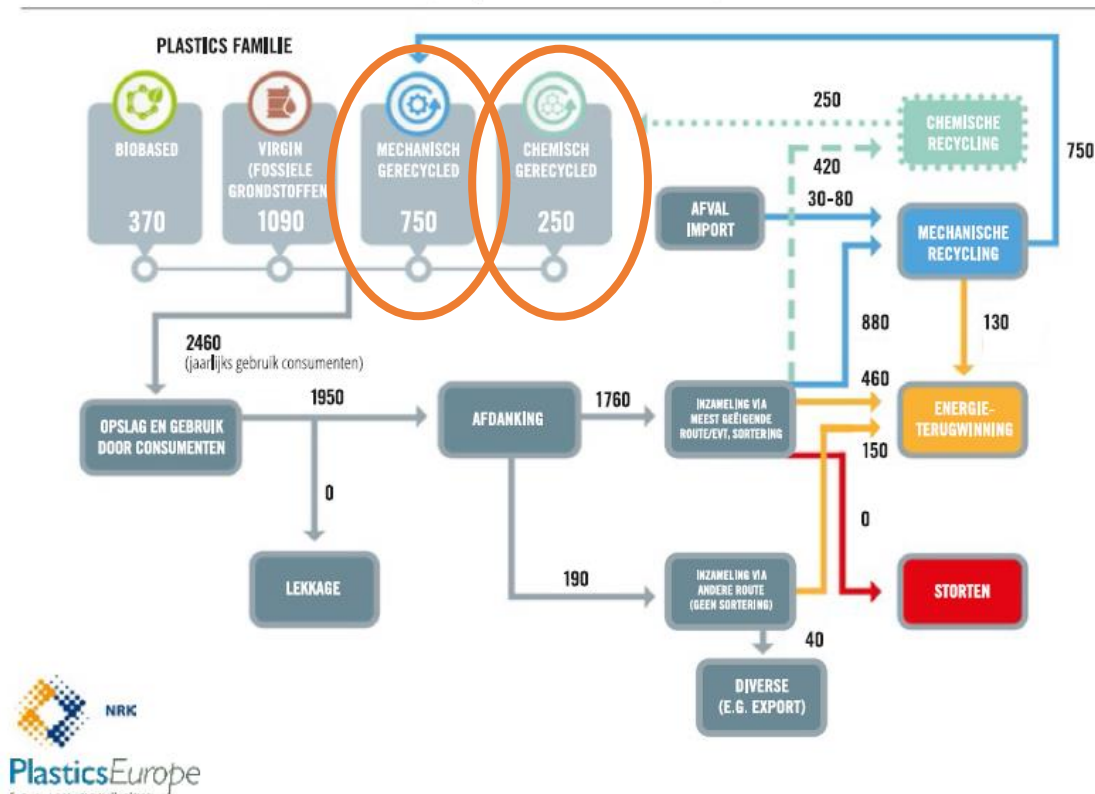 PLASTICS FAMILIE
BIOBASED
370
VIRGIN
(FOSSIELE
GRONDSTOFFEN
1090
MECHANISCH
GERECYCLED
750
CHEMISCH
GERECYCLED
250
250
CHEMISCHE
RECYCLING
420
750
30-80
AFVAL
IMPORT
MECHANISCHE
RECYCLING
880
130
2460
(jaarlijks gebruik consumenten)
OPSLAG EN GEBRUIK
DOOR CONSUMENTEN
1950
AFDANKING
1760
INZAMELING VIA
MEEST GEËIGENDE
ROUTE/EVT, SORTERING
460
ENERGIE-
TERUGWINNING
150
0
0
LEKKAGE
190
INZAMELING VIA
ANDERE ROUTE
(GEEN SORTERING)
STORTEN
40
DIVERSE
(E.G. EXPORT)
NRK
PlasticsEurope